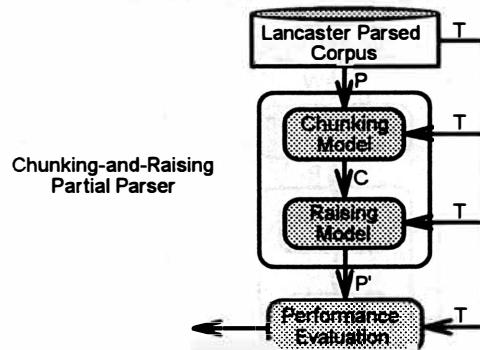 Lancaster Parsed
Corpus
T
P
Chunking
Model
T
Chunking-and-Raising
Partial Parser
C
Raising
Model
T
P'
Performance
Evaluation
T